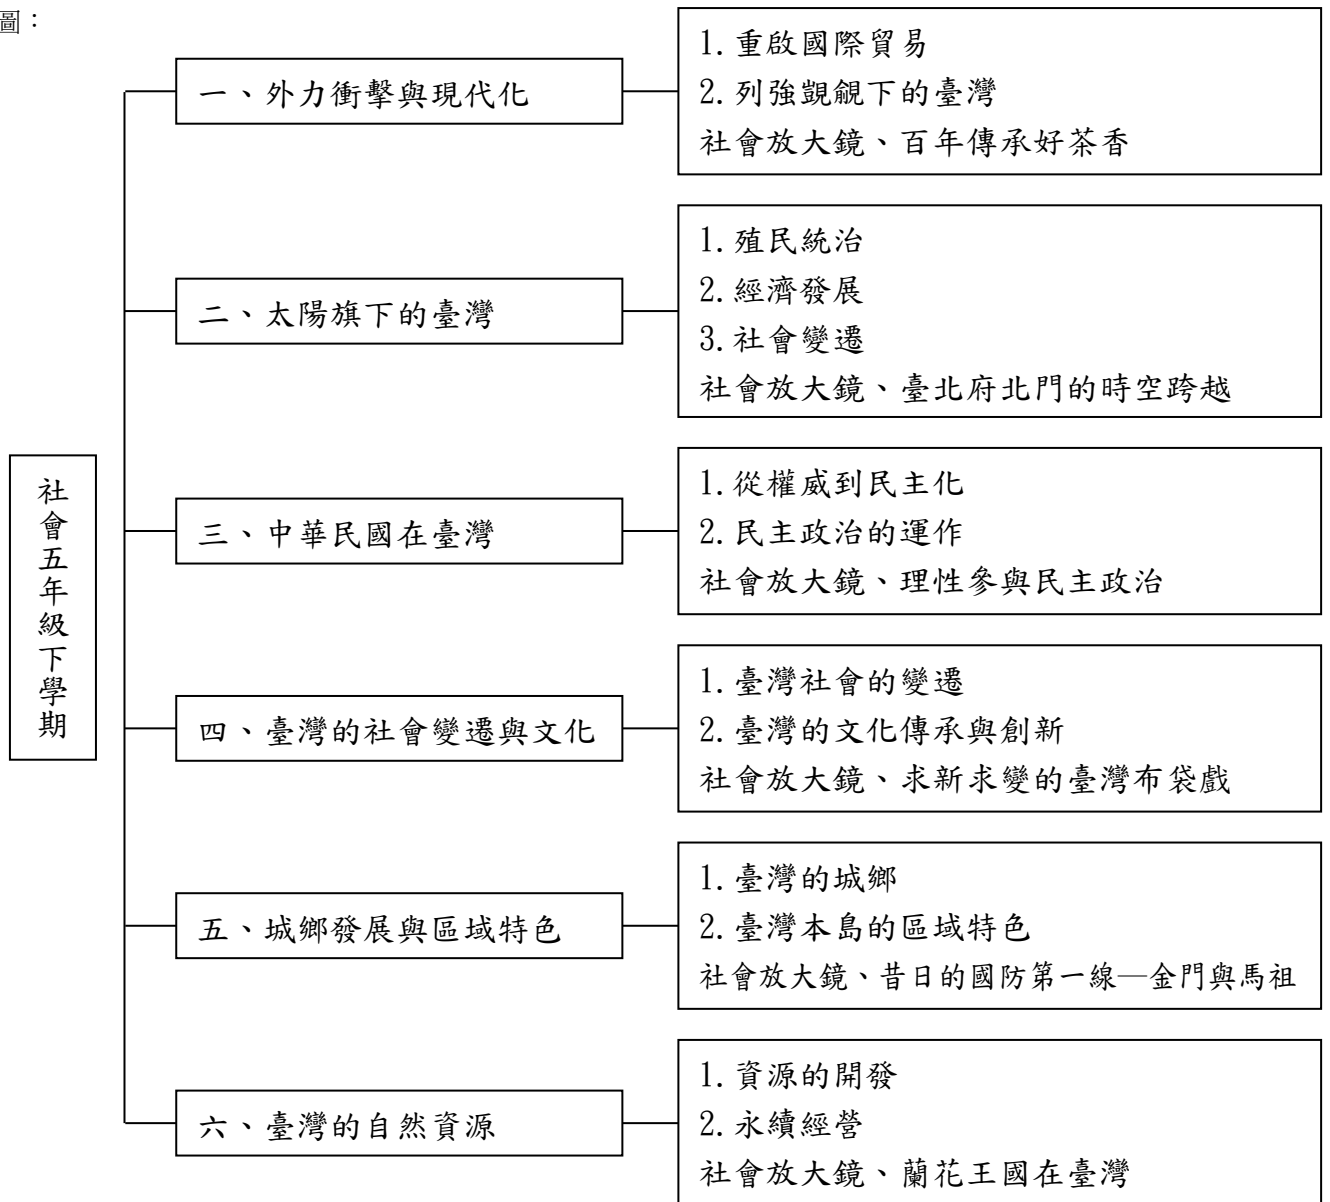 圖：
社會五年級下學期
一、外力衝擊與現代化
1.重啟國際貿易
2.列強覬覦下的臺灣
社會放大鏡、百年傳承好茶香
二、太陽旗下的臺灣
1.殖民統治
2.經濟發展
3.社會變遷
社會放大鏡、臺北府北門的時空跨越
三、中華民國在臺灣
1.從權威到民主化
2.民主政治的運作
社會放大鏡、理性參與民主政治
四、臺灣的社會變遷與文化
1.臺灣社會的變遷
2.臺灣的文化傳承與創新
社會放大鏡、求新求變的臺灣布袋戲
五、城鄉發展與區域特色
1.臺灣的城鄉
2.臺灣本島的區域特色
社會放大鏡、昔日的國防第一線─金門與馬祖
六、臺灣的自然資源
1.資源的開發
2.永續經營
社會放大鏡、蘭花王國在臺灣